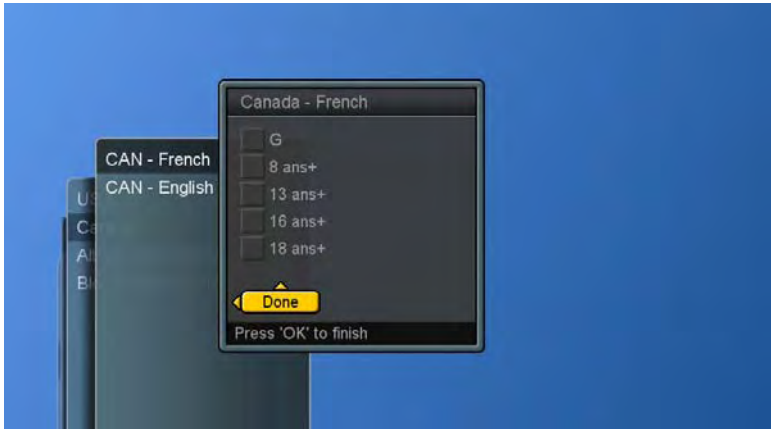 Canada - French
G
8 ans+
13 ans+
16 ans+
18 ans+
Done
Press 'OK' to finish
CAN - French
CAN - English